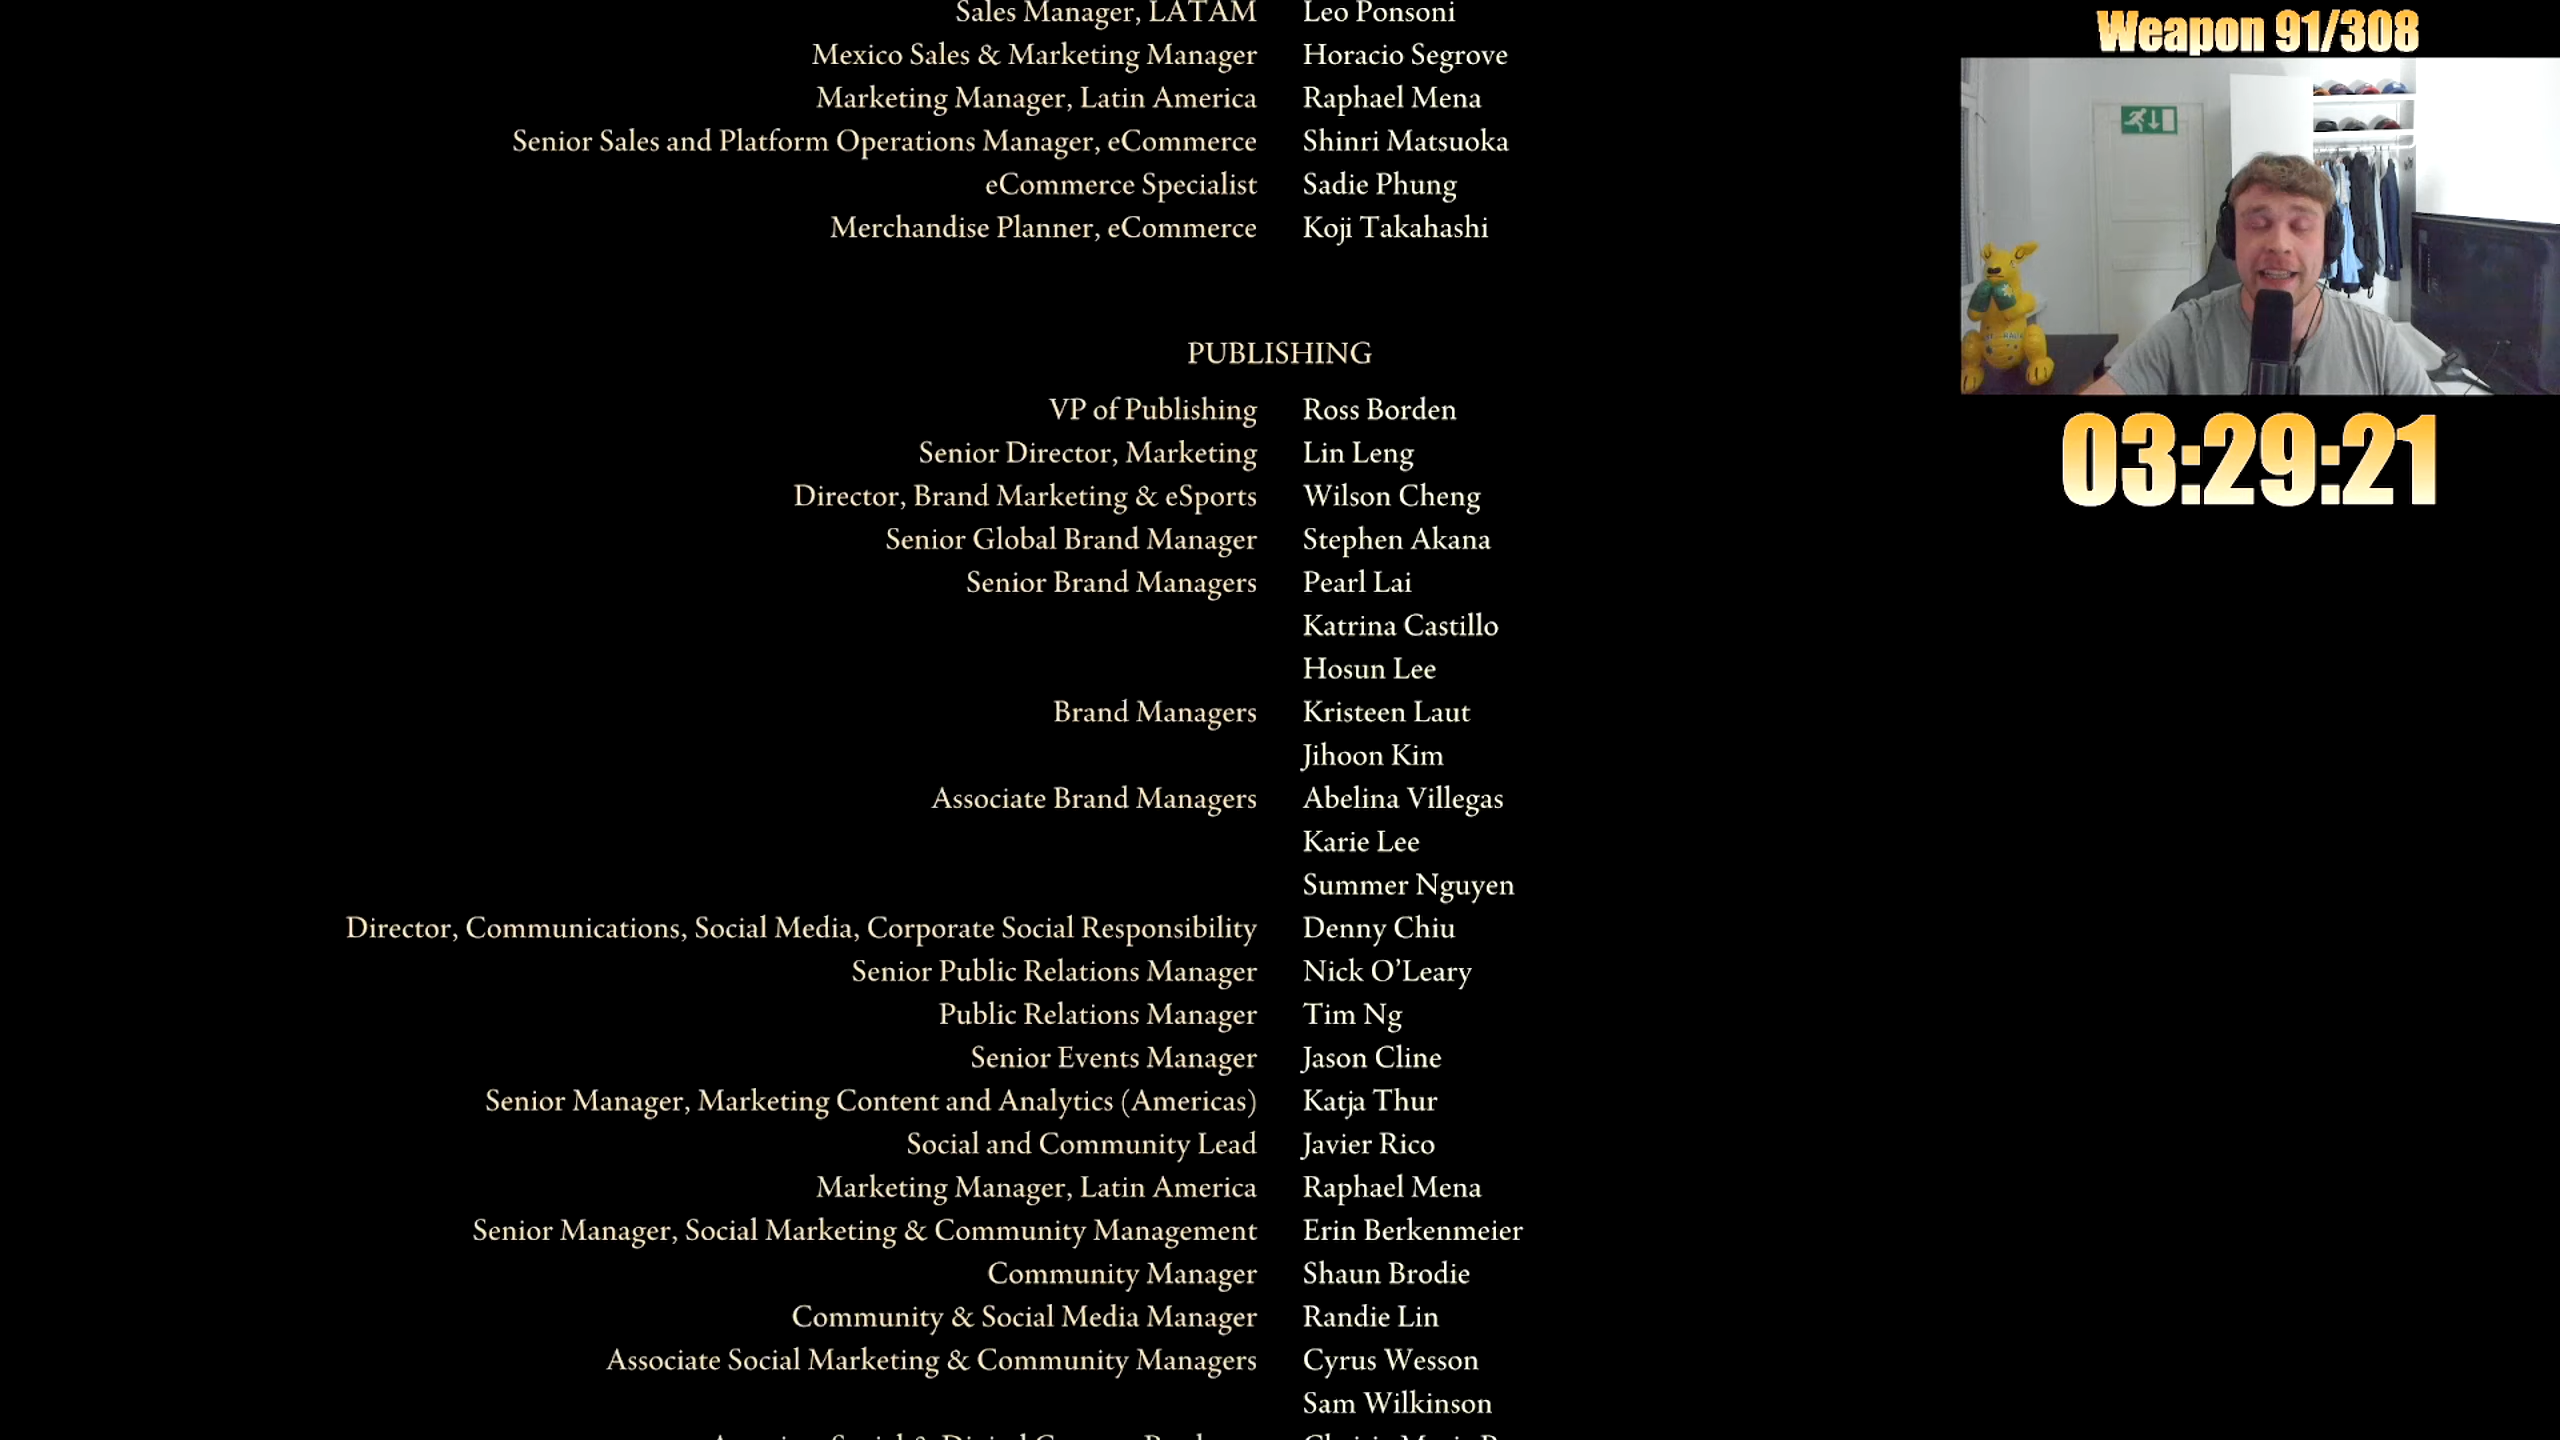 Weapon 91/308
03:29:21
Sales Manager, LATAM Leo Ponsoni
Mexico Sales & Marketing Manager Horacio Segrove
Marketing Manager, Latin America Raphael Mena
Senior Sales and Platform Operations Manager, eCommerce Shinri Matsuoka
eCommerce Specialist Sadie Phung
Merchandise Planner, eCommerce Koji Takahashi
PUBLISHING
VP of Publishing Ross Borden
Senior Director, Marketing Lin Leng
Director, Brand Marketing & eSports Wilson Cheng
Senior Global Brand Manager Stephen Akana
Senior Brand Managers Pearl Lai
Katrina Castillo
Hosun Lee
Brand Managers Kristeen Laut
Jihoon Kim
Associate Brand Managers Abelina Villegas
Karie Lee
Summer Nguyen
Director, Communications, Social Media, Corporate Social Responsibility Denny Chiu
Senior Public Relations Manager Nick O’Leary
Public Relations Manager Tim Ng
Senior Events Manager Jason Cline
Senior Manager, Marketing Content and Analytics (Americas) Katja Thur
Social and Community Lead Javier Rico
Marketing Manager, Latin America Raphael Mena
Senior Manager, Social Marketing & Community Management Erin Berkenmeier
Community Manager Shaun Brodie
Community & Social Media Manager Randie Lin
Associate Social Marketing & Community Managers Cyrus Wesson
Sam Wilkinson